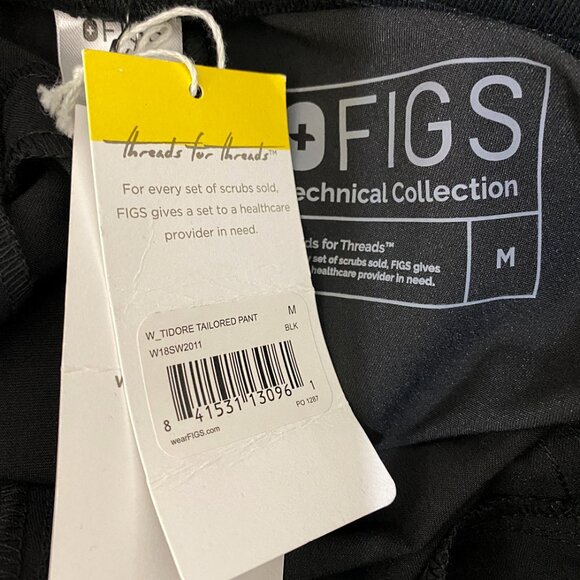 threads for threads™
For every set of scrubs sold,
FIGS gives a set to a healthcare
provider in need.
W_TIDORE TAILORED PANT M
W18SW2011 BLK
8 41531 13096 1
PO 1287
wearFIGS.com
FIGS
echnical Collection
ds for Threads™
set of scrubs sold, FIGS gives
healthcare provider in need.
M